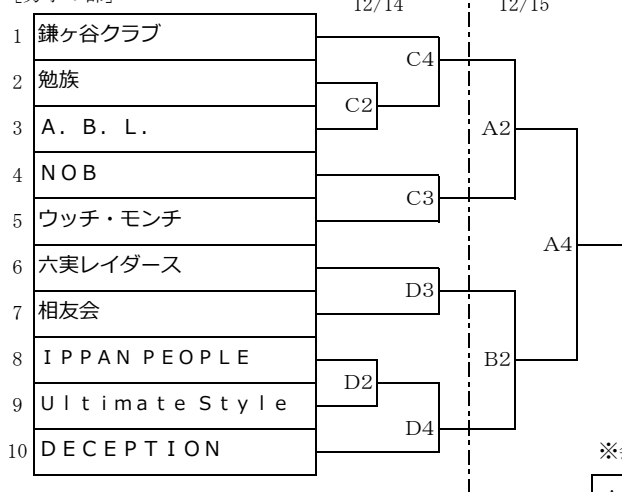 12/14 12/15
1 鎌ヶ谷クラブ
C4
2 勉族
C2
3 A．B．L．
A2
4 NOB
C3
5 ウッチ・モンチ
A4
6 六実レイダース
D3
7 相友会
8 IPPAN PEOPLE
B2
D2
9 Ultimate Style
D4
10 DECEPTION
※